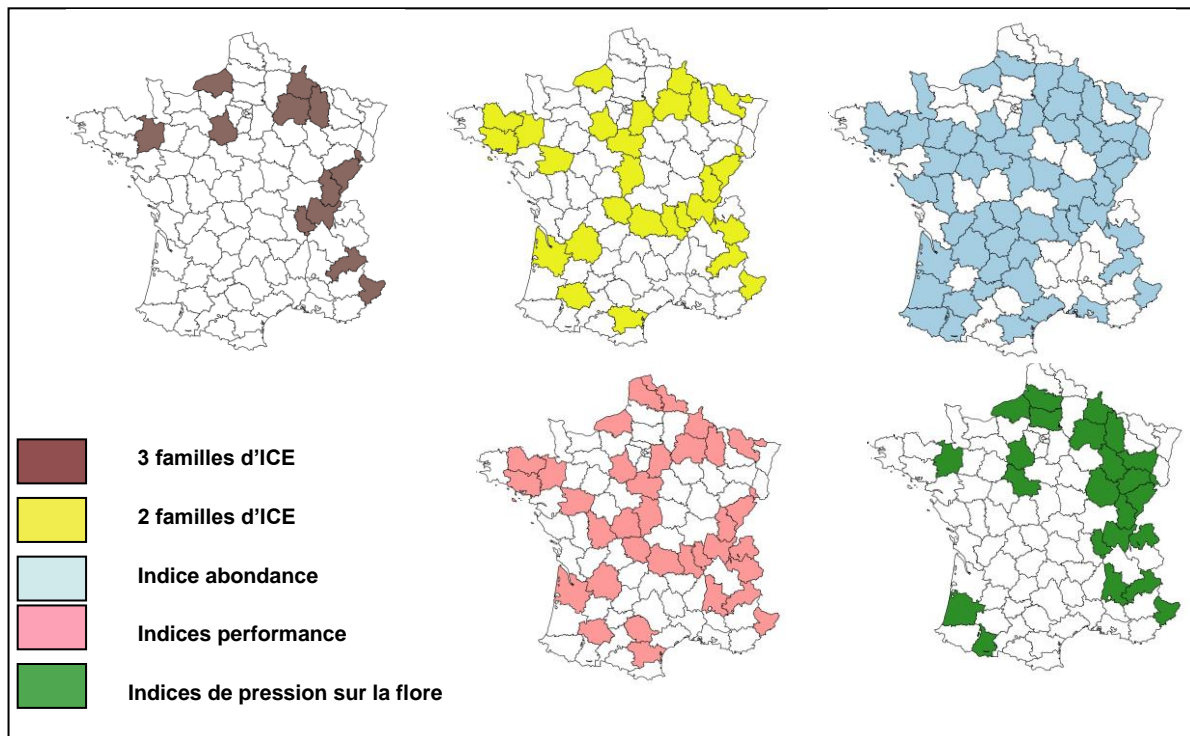 3 familles d’ICE
2 familles d’ICE
Indice abondance
Indices performance
Indices de pression sur la flore